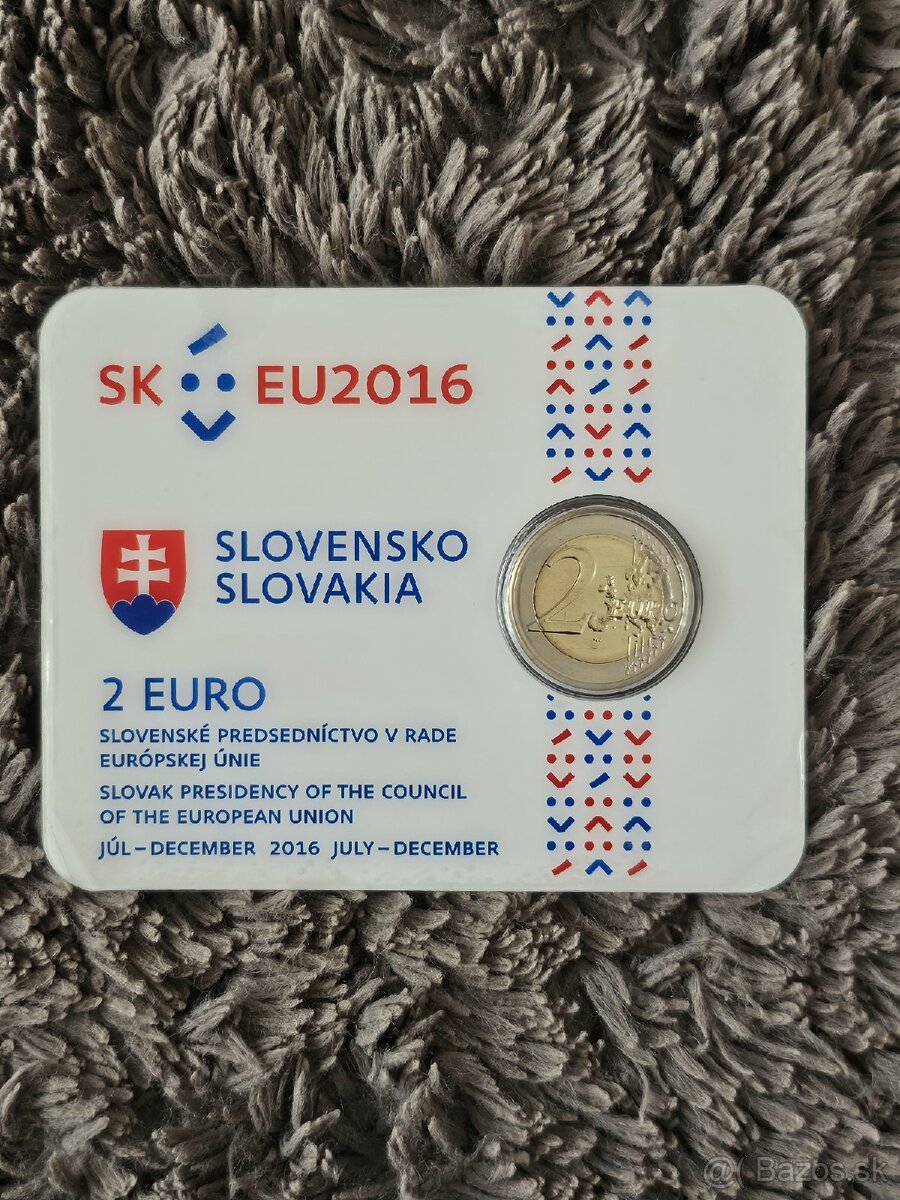 SK EU2016
SLOVENSKO
SLOVAKIA
2 EURO
2 EURO
SLOVENSKÉ PREDSEDNÍCTVO V RADE
EURÓPSKEJ ÚNIE
SLOVAK PRESIDENCY OF THE COUNCIL
OF THE EUROPEAN UNION
JÚL – DECEMBER 2016 JULY – DECEMBER
@ Bazos.sk